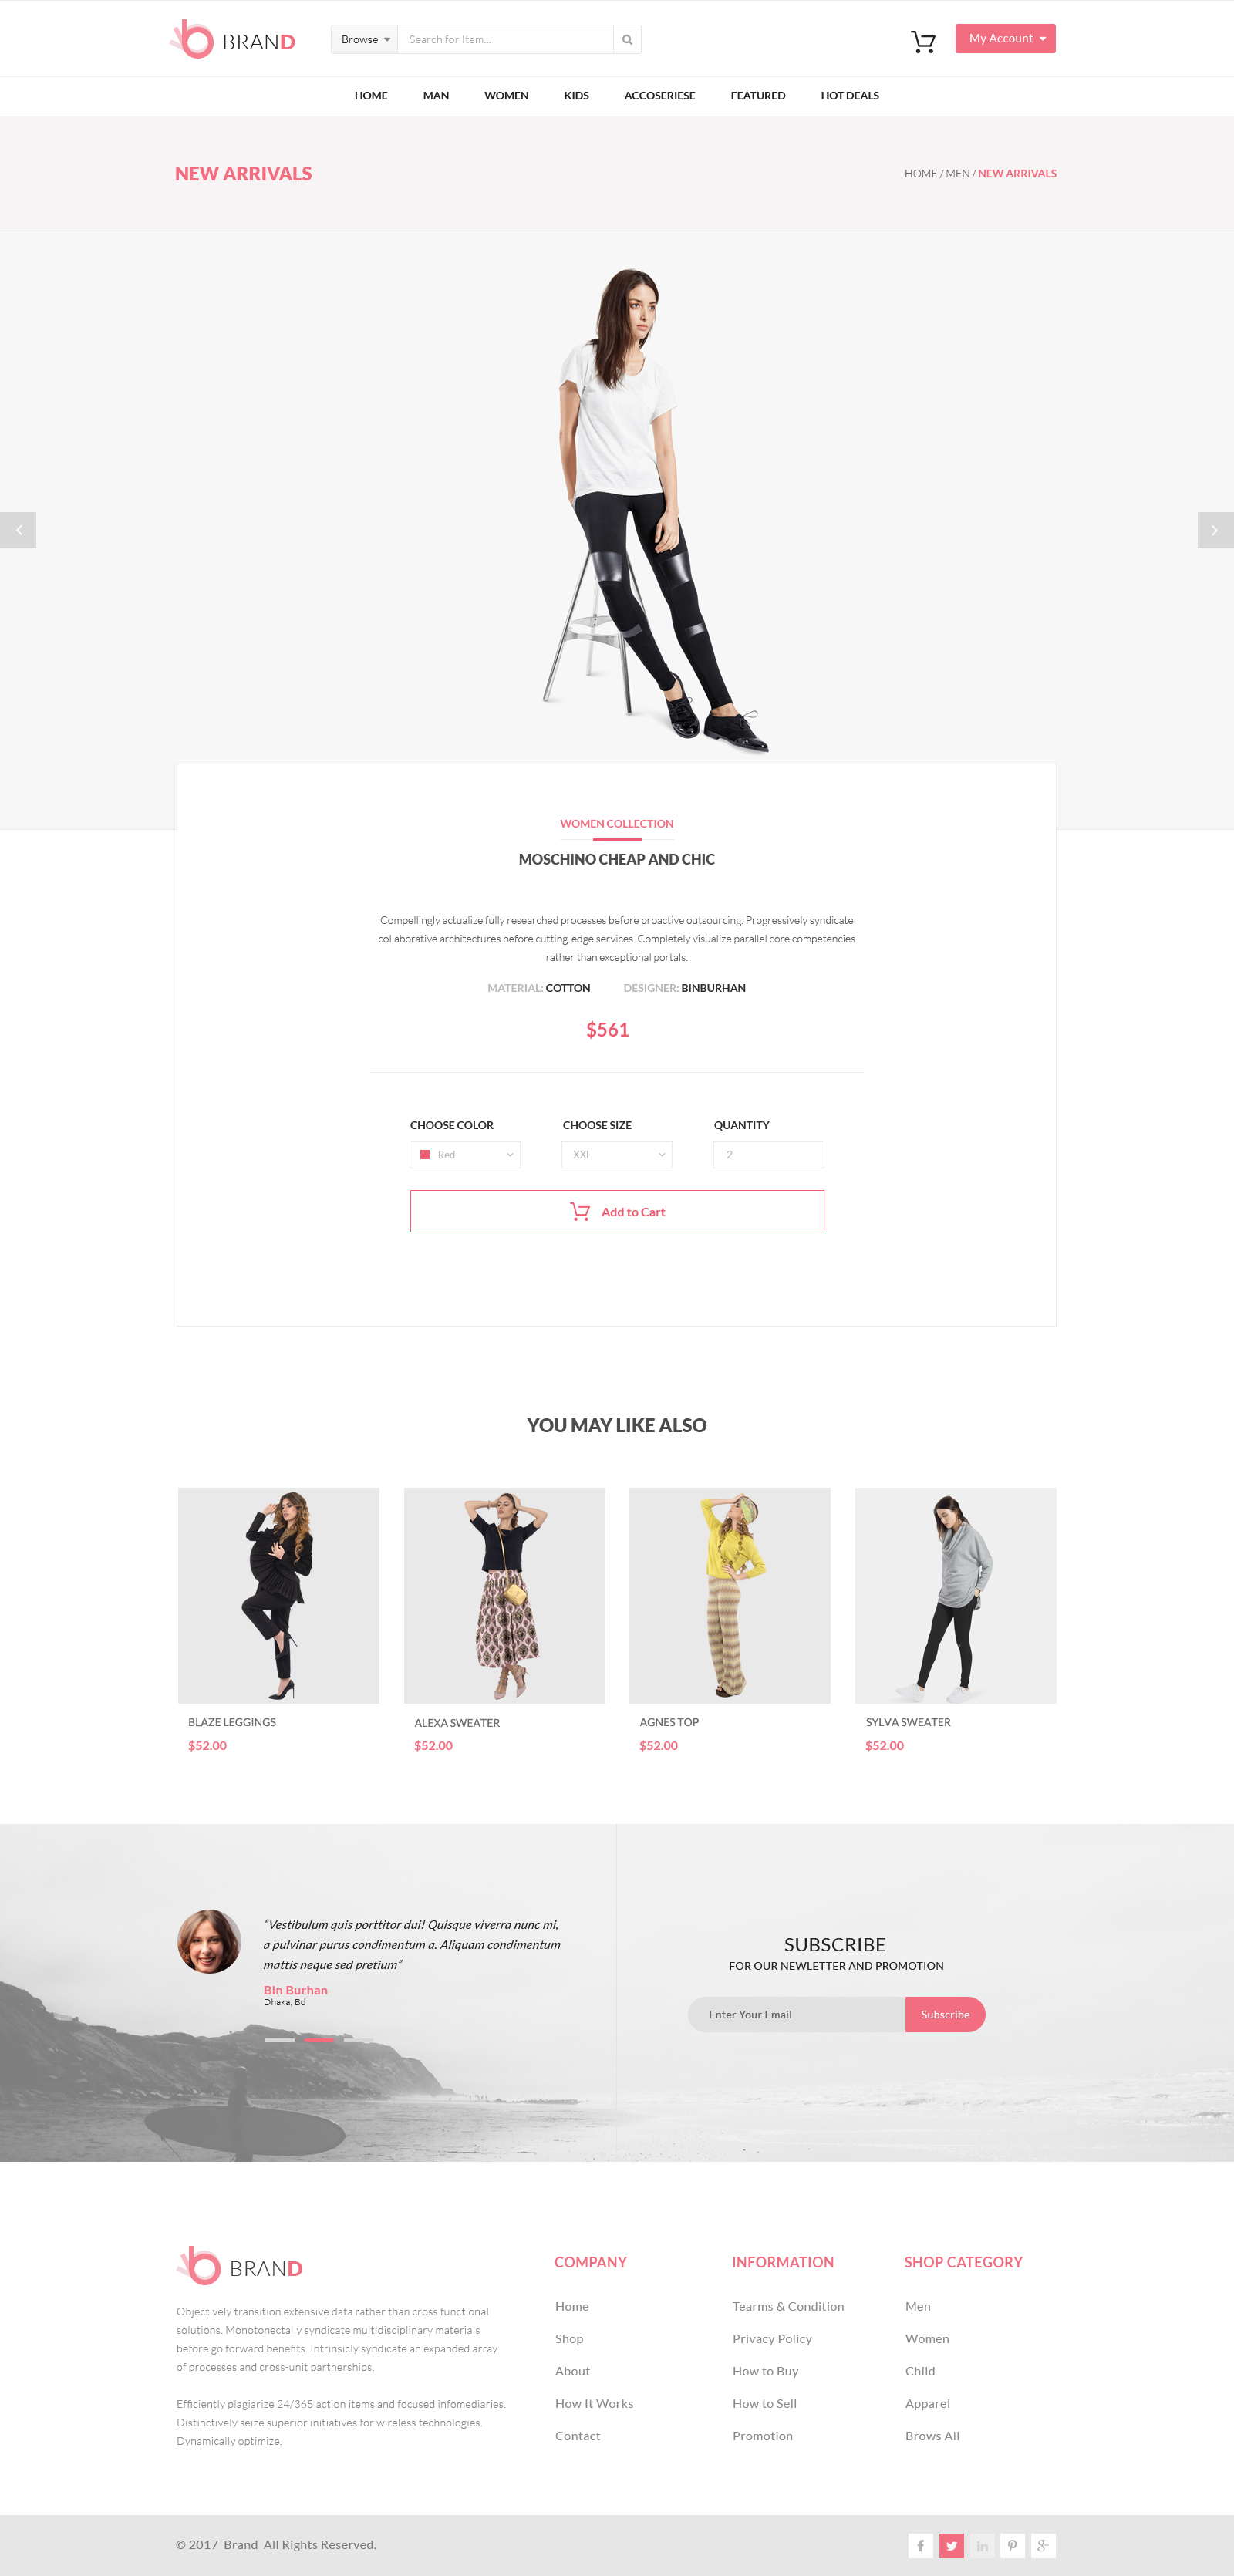 BRAND
Browse
Search for Item...
My Account
HOME MAN WOMEN KIDS ACCOSERIESE FEATURED HOT DEALS
NEW ARRIVALS
HOME / MEN / NEW ARRIVALS
WOMEN COLLECTION
MOSCHINO CHEAP AND CHIC
Compellingly actualize fully researched processes before proactive outsourcing. Progressively syndicate
collaborative architectures before cutting-edge services. Completely visualize parallel core competencies
rather than exceptional portals.
MATERIAL: COTTON DESIGNER: BINBURHAN
$561
CHOOSE COLOR CHOOSE SIZE QUANTITY
Red XXL 2
Add to Cart
YOU MAY LIKE ALSO
BLAZE LEGGINGS
$52.00
ALEXA SWEATER
$52.00
AGNES TOP
$52.00
SYLVA SWEATER
$52.00
“Vestibulum quis porttitor dui! Quisque viverra nunc mi,
a pulvinar purus condimentum a. Aliquam condimentum
mattis neque sed pretium”
Bin Burhan
Dhaka, Bd
SUBSCRIBE
FOR OUR NEWLETTER AND PROMOTION
Enter Your Email
Subscribe
BRAND
Objectively transition extensive data rather than cross functional
solutions. Monotonectally syndicate multidisciplinary materials
before go forward benefits. Intrinsicly syndicate an expanded array
of processes and cross-unit partnerships.
Efficiently plagiarize 24/365 action items and focused infomediaries.
Distinctively seize superior initiatives for wireless technologies.
Dynamically optimize.
COMPANY
Home
Shop
About
How It Works
Contact
INFORMATION
Tearms & Condition
Privacy Policy
How to Buy
How to Sell
Promotion
SHOP CATEGORY
Men
Women
Child
Apparel
Brows All
© 2017 Brand All Rights Reserved.